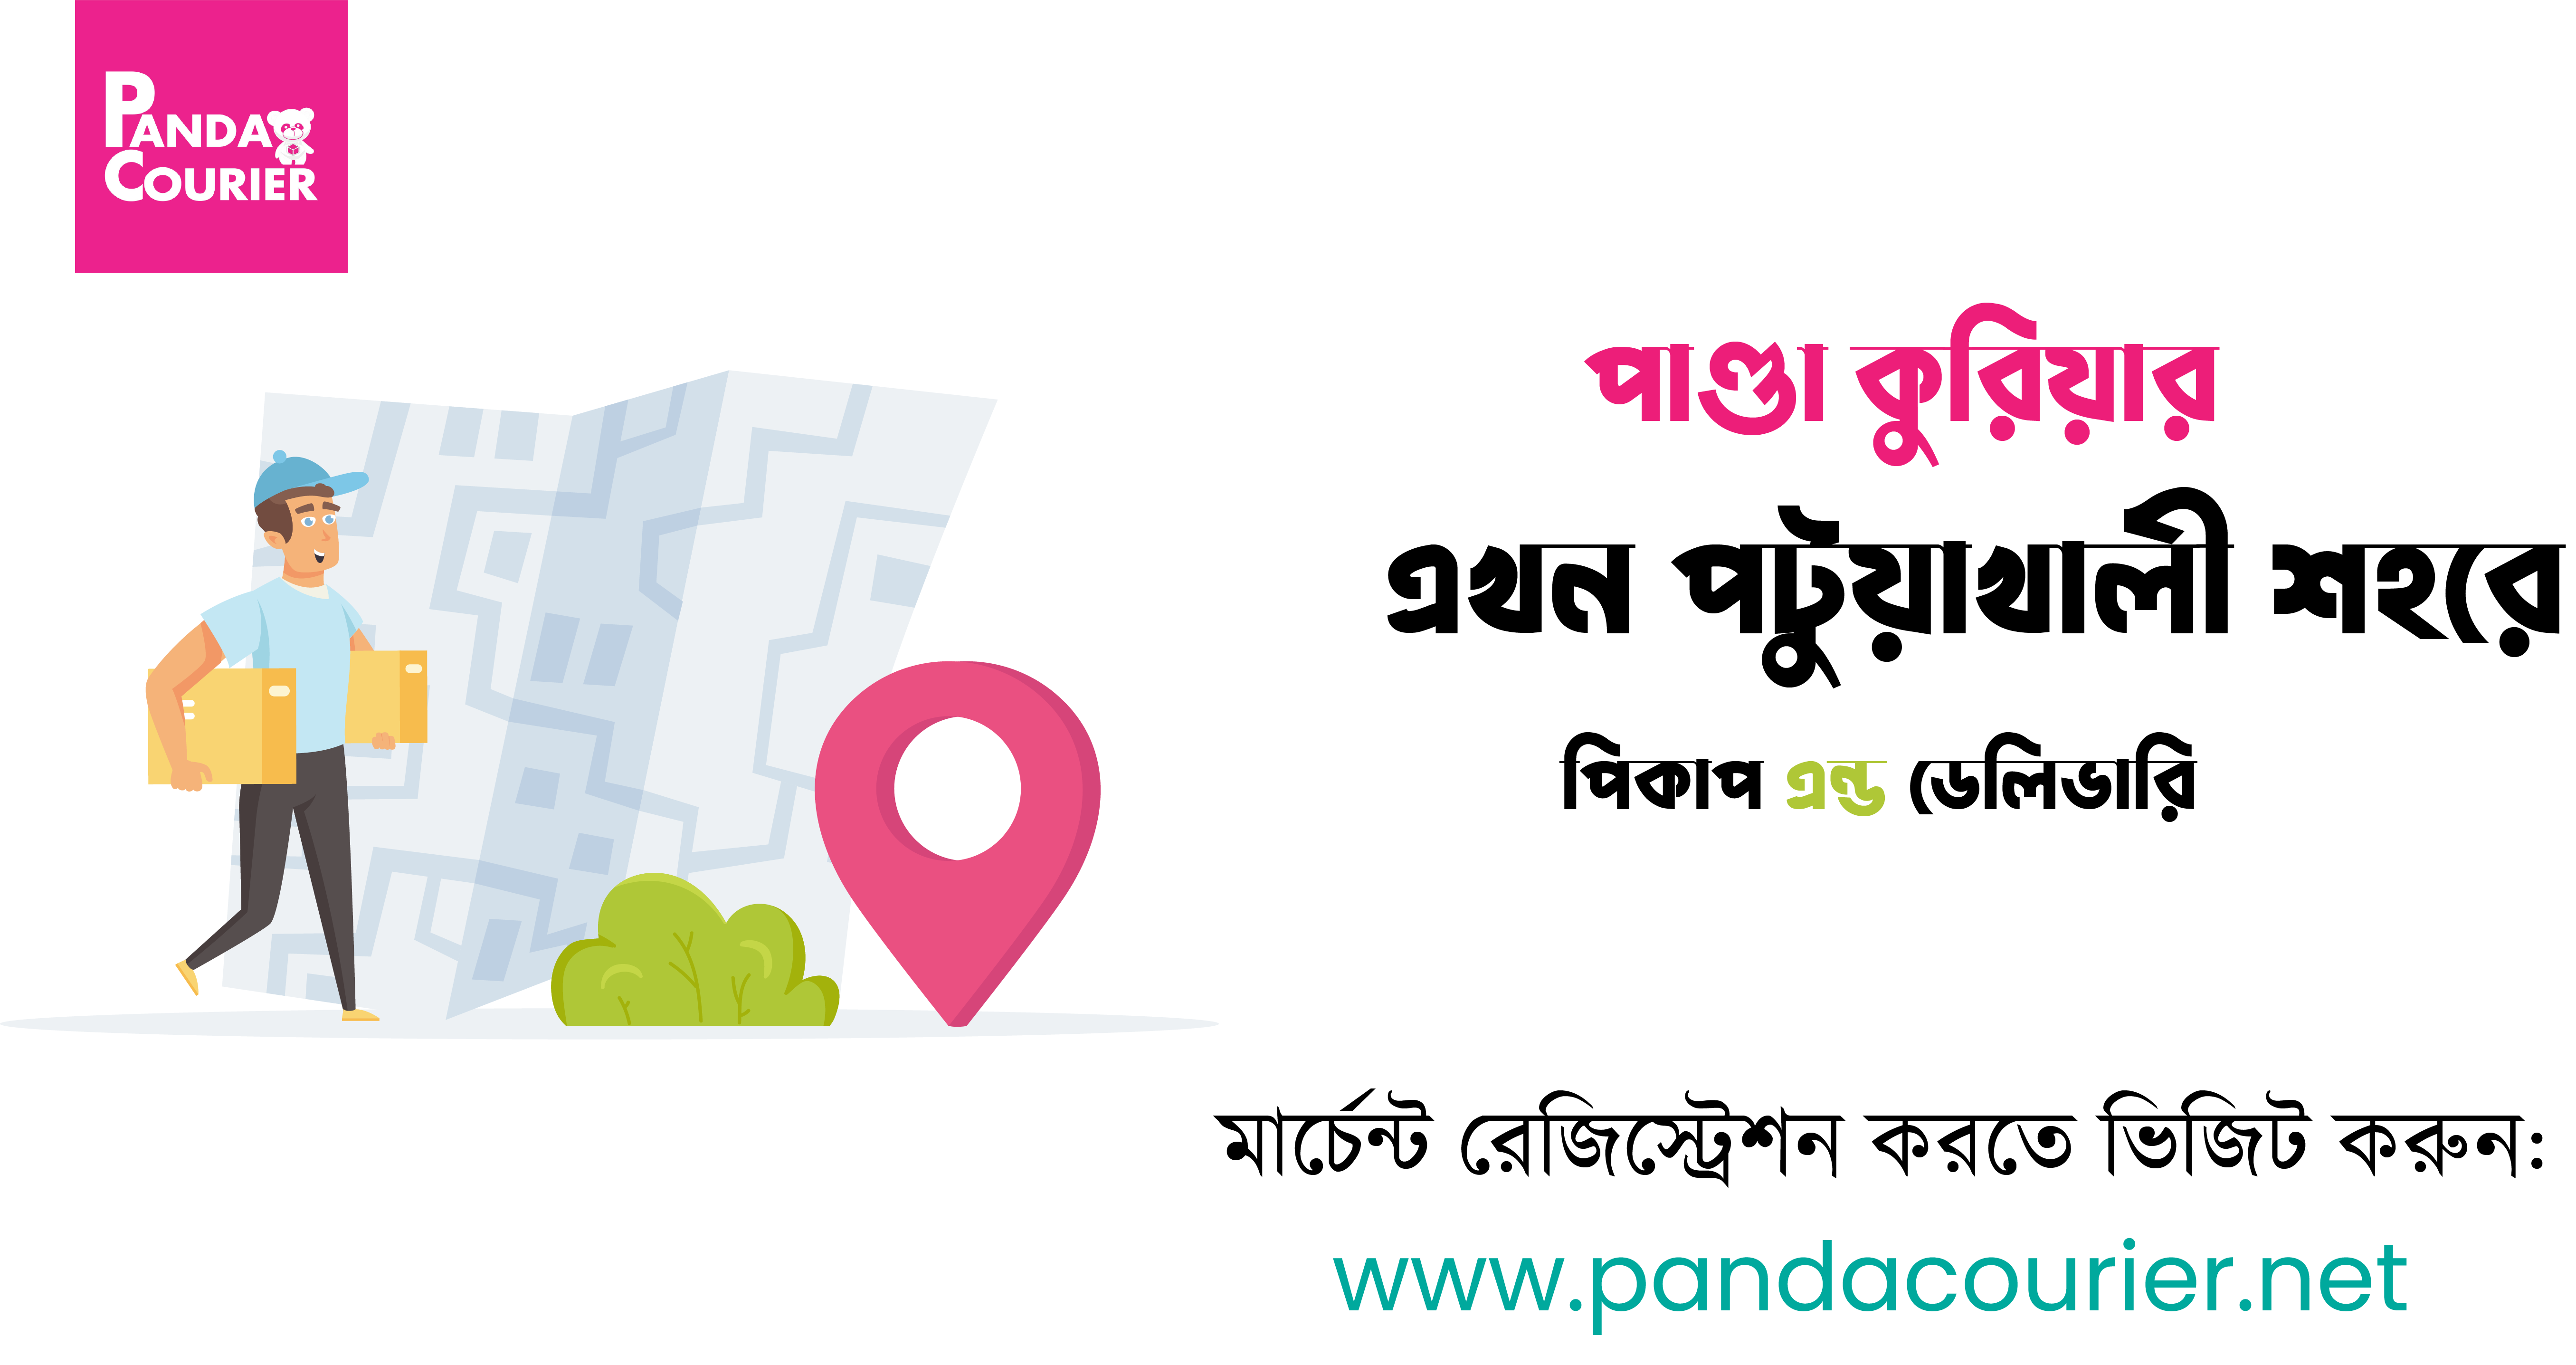 PANDA
COURIER
পাণ্ডা কুরিয়ার
এখন পটুয়াখালী শহরে
পিকাপ এন্ড ডেলিভারি
মার্চেন্ট রেজিস্ট্রেশন করতে ভিজিট করুন:
www.pandacourier.net